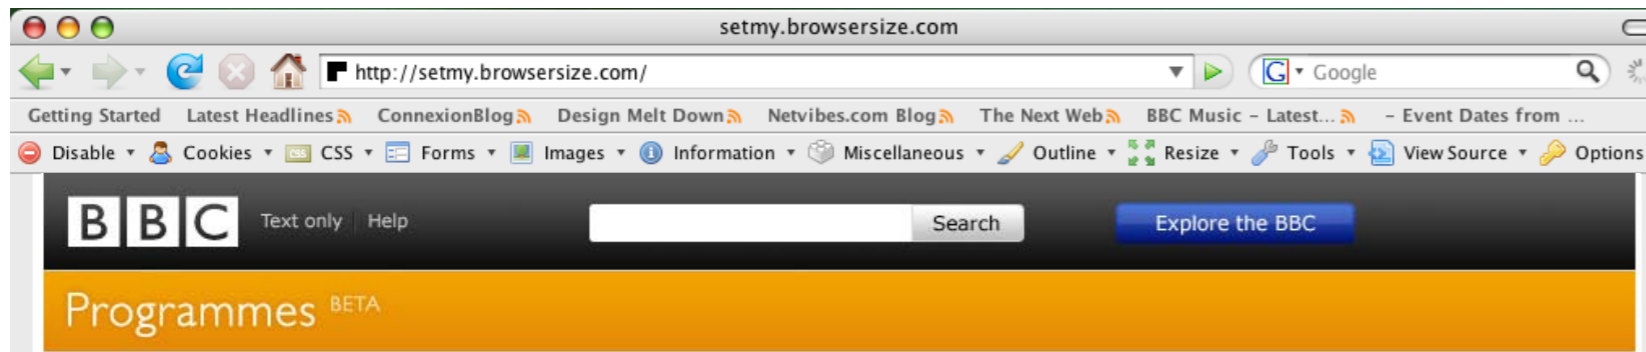 setmy.browsersize.com
http://setmy.browsersize.com/ G Google
Getting Started Latest Headlines ConnexionBlog Design Melt Down Netvibes.com Blog The Next Web BBC Music – Latest... – Event Dates from ...
Disable Cookies CSS CSS Forms Images i Information Miscellaneous Outline Resize Tools View Source Options
BBC Text only Help Search Explore the BBC
Programmes BETA